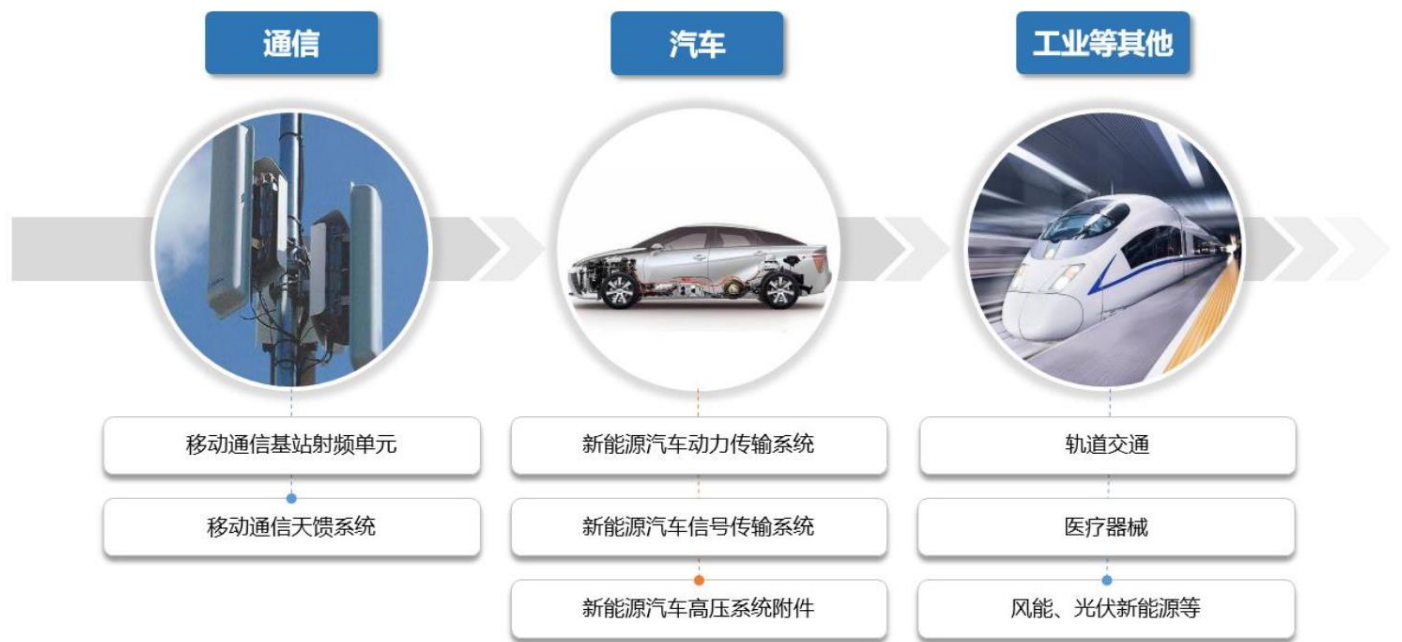 通信
汽车
工业等其他
移动通信基站射频单元
新能源汽车动力传输系统
轨道交通
移动通信天馈系统
新能源汽车信号传输系统
医疗器械
新能源汽车高压系统附件
风能、光伏新能源等